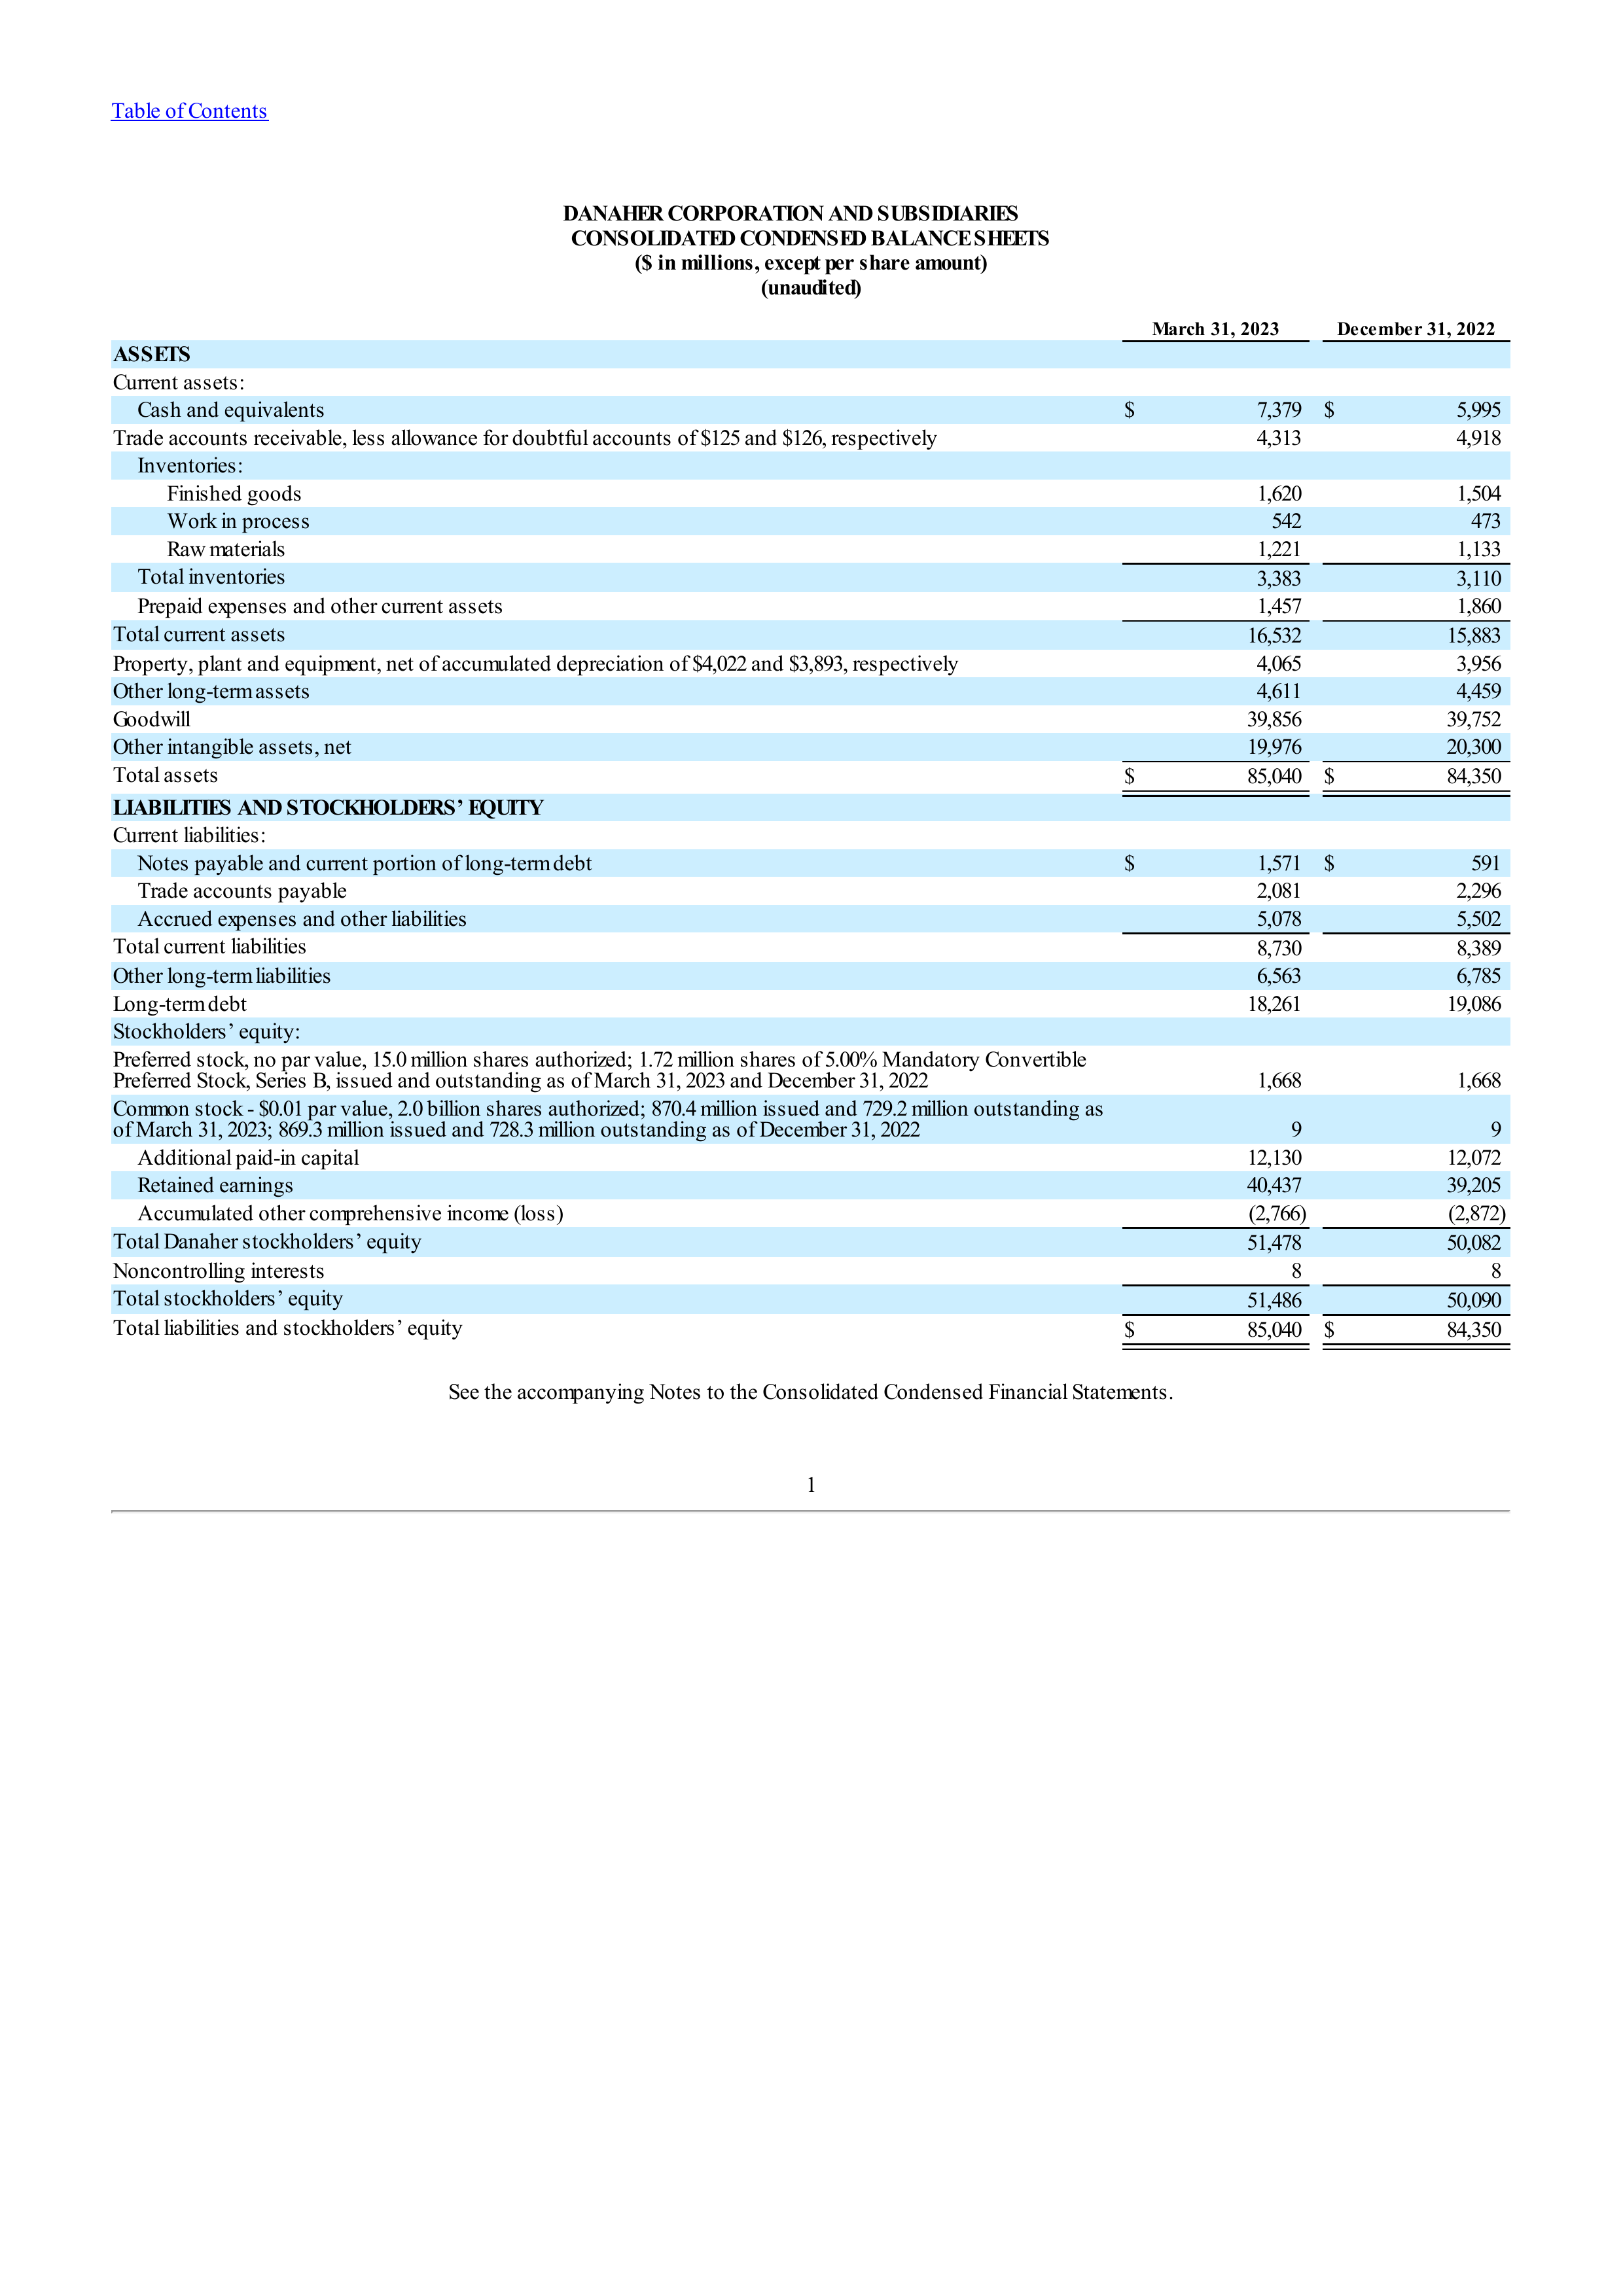 Table of Contents
DANAHER CORPORATION AND SUBSIDIARIES
CONSOLIDATED CONDENSED BALANCE SHEETS
($ in millions, except per share amount)
(unaudited)
March 31, 2023 December 31, 2022
ASSETS
Current assets:
Cash and equivalents $ 7,379 $ 5,995
Trade accounts receivable, less allowance for doubtful accounts of $125 and $126, respectively 4,313 4,918
Inventories:
Finished goods 1,620 1,504
Work in process 542 473
Raw materials 1,221 1,133
Total inventories 3,383 3,110
Prepaid expenses and other current assets 1,457 1,860
Total current assets 16,532 15,883
Property, plant and equipment, net of accumulated depreciation of $4,022 and $3,893, respectively 4,065 3,956
Other long-term assets 4,611 4,459
Goodwill 39,856 39,752
Other intangible assets, net 19,976 20,300
Total assets $ 85,040 $ 84,350
LIABILITIES AND STOCKHOLDERS’ EQUITY
Current liabilities:
Notes payable and current portion of long-term debt $ 1,571 $ 591
Trade accounts payable 2,081 2,296
Accrued expenses and other liabilities 5,078 5,502
Total current liabilities 8,730 8,389
Other long-term liabilities 6,563 6,785
Long-term debt 18,261 19,086
Stockholders’ equity:
Preferred stock, no par value, 15.0 million shares authorized; 1.72 million shares of 5.00% Mandatory Convertible
Preferred Stock, Series B, issued and outstanding as of March 31, 2023 and December 31, 2022 1,668 1,668
Common stock - $0.01 par value, 2.0 billion shares authorized; 870.4 million issued and 729.2 million outstanding as
of March 31, 2023; 869.3 million issued and 728.3 million outstanding as of December 31, 2022 9 9
Additional paid-in capital 12,130 12,072
Retained earnings 40,437 39,205
Accumulated other comprehensive income (loss) (2,766) (2,872)
Total Danaher stockholders’ equity 51,478 50,082
Noncontrolling interests 8 8
Total stockholders’ equity 51,486 50,090
Total liabilities and stockholders’ equity $ 85,040 $ 84,350
See the accompanying Notes to the Consolidated Condensed Financial Statements.
1